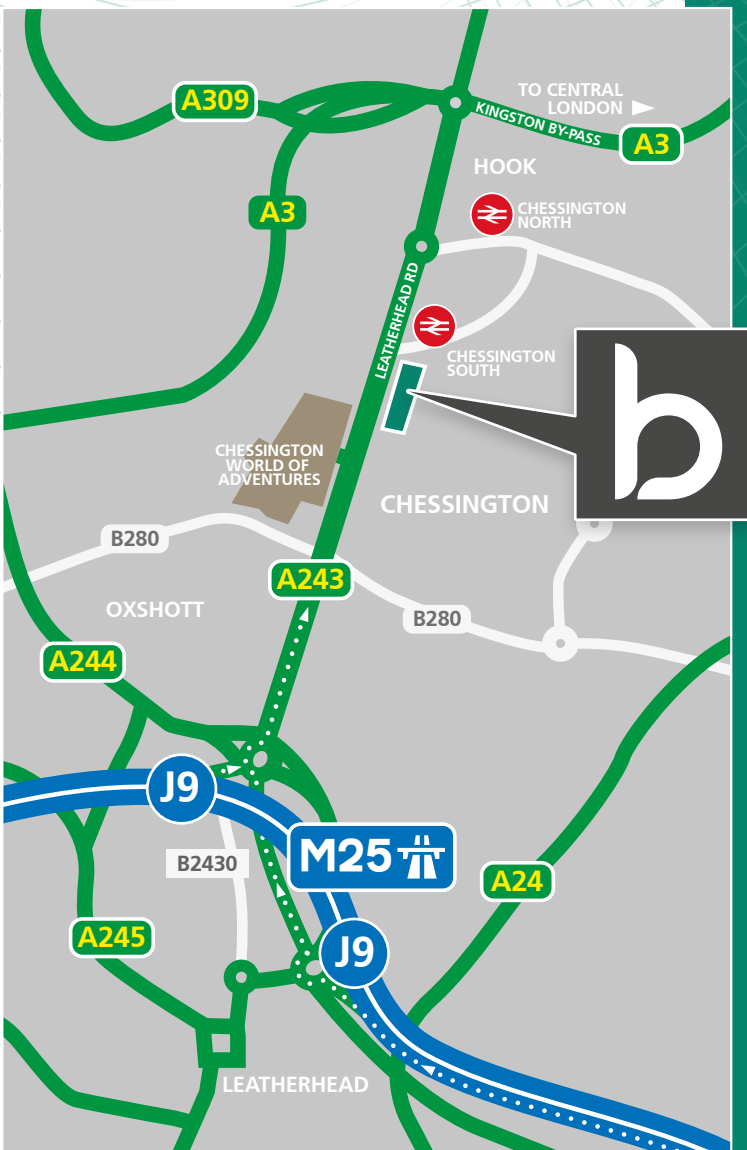 A309
TO CENTRAL
LONDON
KINGSTON BY-PASS
A3
HOOK
A3
CHESSINGTON
NORTH
LEATHERHEAD RD
CHESSINGTON
SOUTH
b
CHESSINGTON
WORLD OF
ADVENTURES
CHESSINGTON
B280
A243
OXSHOTT
B280
A244
J9
M25
B2430
A24
A245
J9
LEATHERHEAD